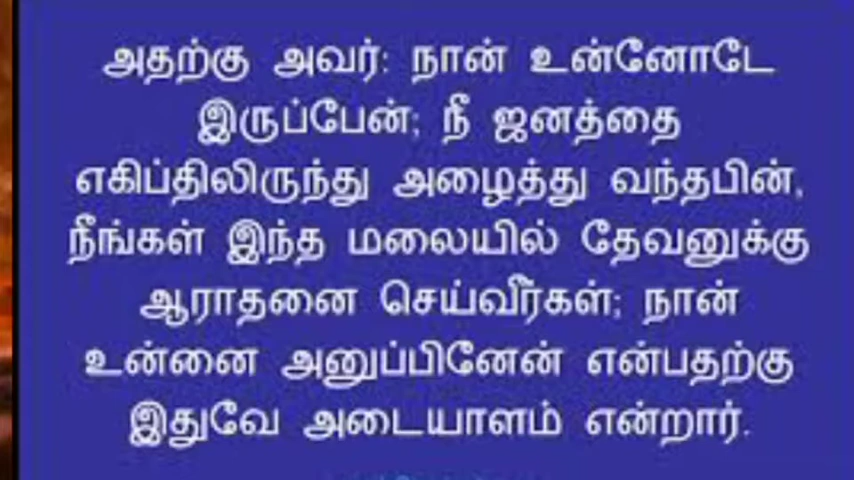 அதற்கு அவர்: நான் உன்னோடே
இருப்பேன்; நீ ஜனத்தை
எகிப்திலிருந்து அழைத்து வந்தபின்,
நீங்கள் இந்த மலையில் தேவனுக்கு
ஆராதனை செய்வீர்கள்; நான்
உன்னை அனுப்பினேன் என்பதற்கு
இதுவே அடையாளம் என்றார்.